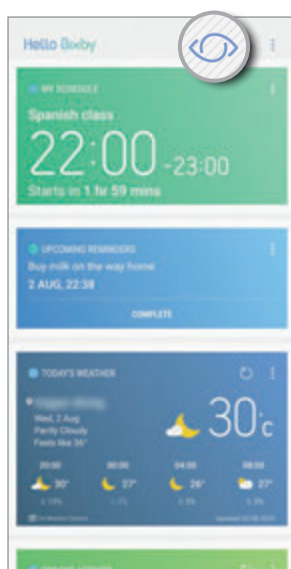 Hello Bixby
MY SCHEDULE
Spanish class
22:00 -23:00
Starts in 1 hr 59 mins
UPCOMING REMINDERS
Buy milk on the way home
2 AUG, 22:38
COMPLETE
TODAY'S WEATHER
Wed, 2 Aug
Partly Cloudy
Feels like 36°
30°c
20:00 00:00 04:00 08:00
30° 27° 26° 27°